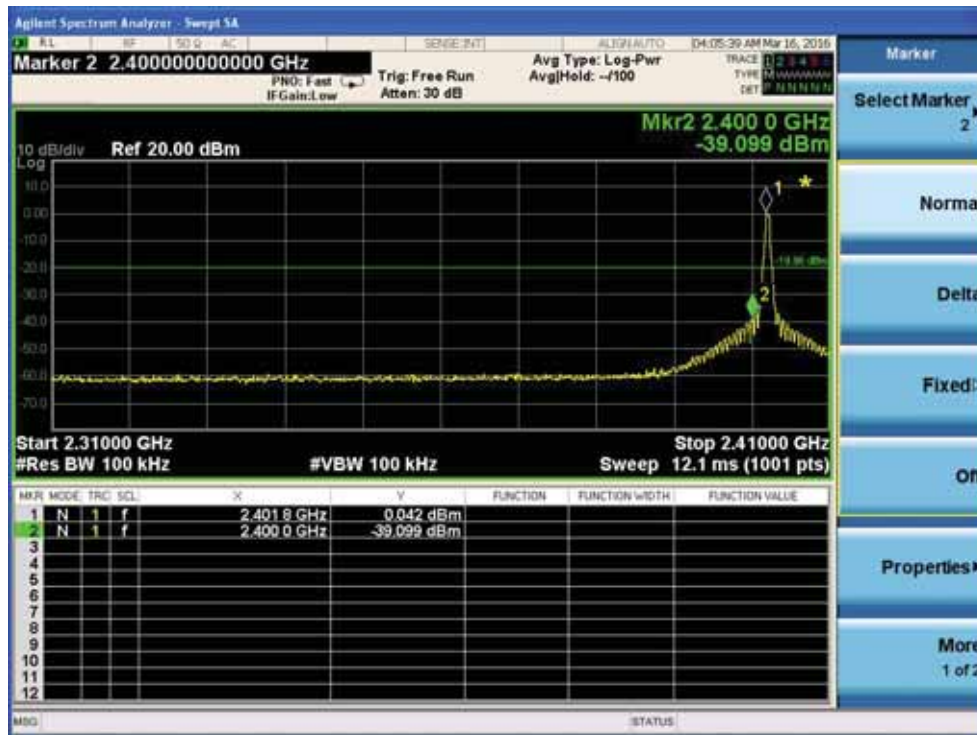 Agilent Spectrum Analyzer - Swept SA
RL RF 50 Ω AC SENSE:INT ALIGN AUTO 04:05:39 AM Mar 16, 2016
Marker 2 2.400000000000 GHz
PNO: Fast
IFGain:Low
Trig: Free Run
Atten: 30 dB
Avg Type: Log-Pwr
Avg|Hold: --/100
TRACE 1 2 3 4 5 6
TYPE M W W W W W
DET P N N N N N
Mkr2 2.400 0 GHz
-39.099 dBm
10 dB/div Ref 20.00 dBm
Log
10.0
0.00
-10.0
-20.0
-30.0
-40.0
-50.0
-60.0
-70.0
1
2
Start 2.31000 GHz Stop 2.41000 GHz
#Res BW 100 kHz #VBW 100 kHz Sweep 12.1 ms (1001 pts)
MKR MODE TRC SCL X Y FUNCTION FUNCTION WIDTH FUNCTION VALUE
1 N 1 f 2.401 8 GHz 0.042 dBm
2 N 1 f 2.400 0 GHz -39.099 dBm
3
4
5
6
7
8
9
10
11
12
MSG STATUS
Marker
Select Marker
2
Norma
Delta
Fixed
Of
Properties
More
1 of 2